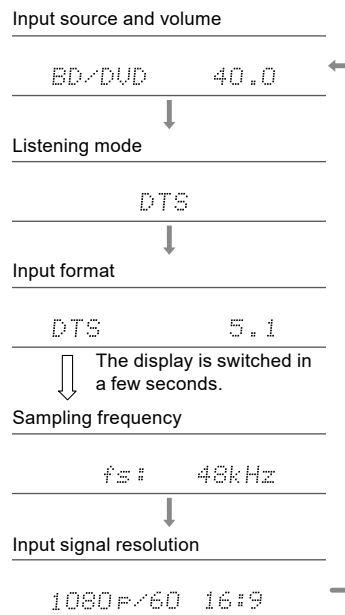 Input source and volume
BD/DVD 40.0
Listening mode
DTS
Input format
DTS 5.1
The display is switched in
a few seconds.
Sampling frequency
fs: 48kHz
Input signal resolution
1080p/60 16:9